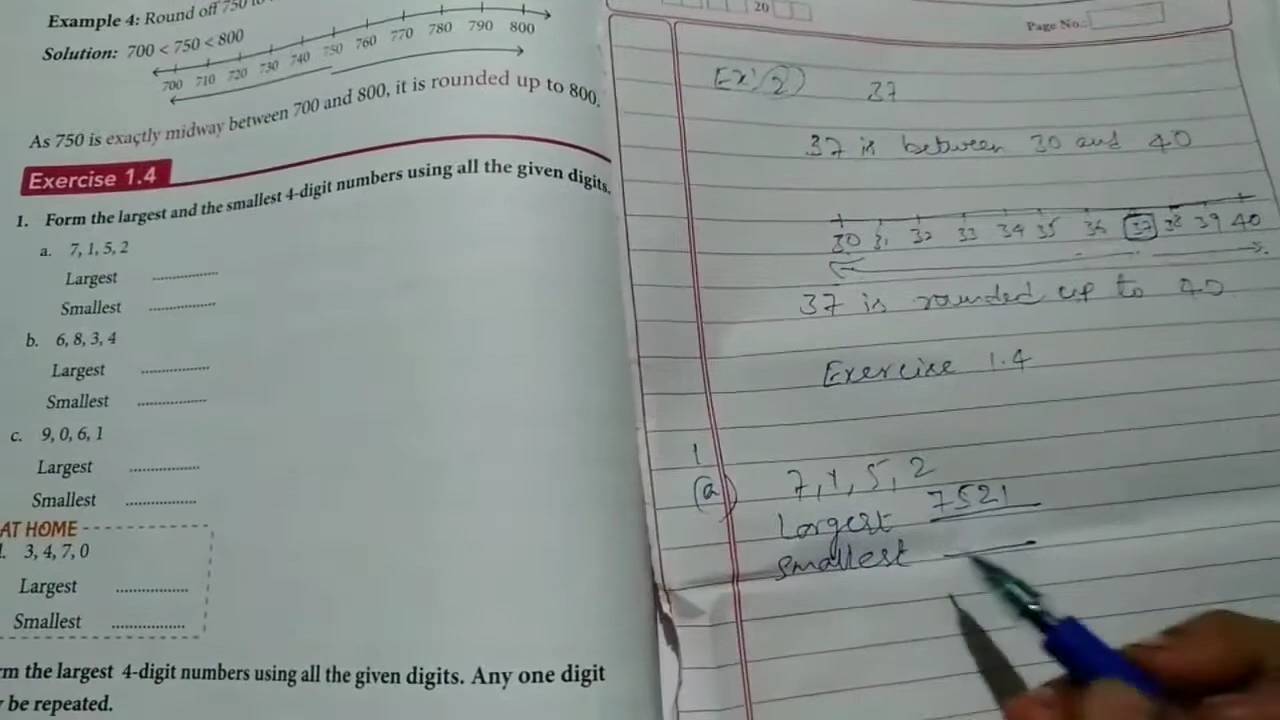 Example 4: Round off 750 to
Solution: 700 < 750 < 800
700 710 720 730 740 750 760 770 780 790 800
As 750 is exactly midway between 700 and 800, it is rounded up to 800.
Exercise 1.4
1. Form the largest and the smallest 4-digit numbers using all the given digits.
a. 7, 1, 5, 2
Largest ................
Smallest ................
b. 6, 8, 3, 4
Largest ................
Smallest ................
c. 9, 0, 6, 1
Largest ................
Smallest ................
AT HOME
3, 4, 7, 0
Largest ................
Smallest ................
the largest 4-digit numbers using all the given digits. Any one digit
be repeated.
20
Page No.:
Ex: 2) 37
37 is between 30 and 40
30 31 32 33 34 35 36 37 38 39 40
37 is rounded up to 40
Exercise 1.4
1
(a) 7, 1, 5, 2
Largest 7521
Smallest